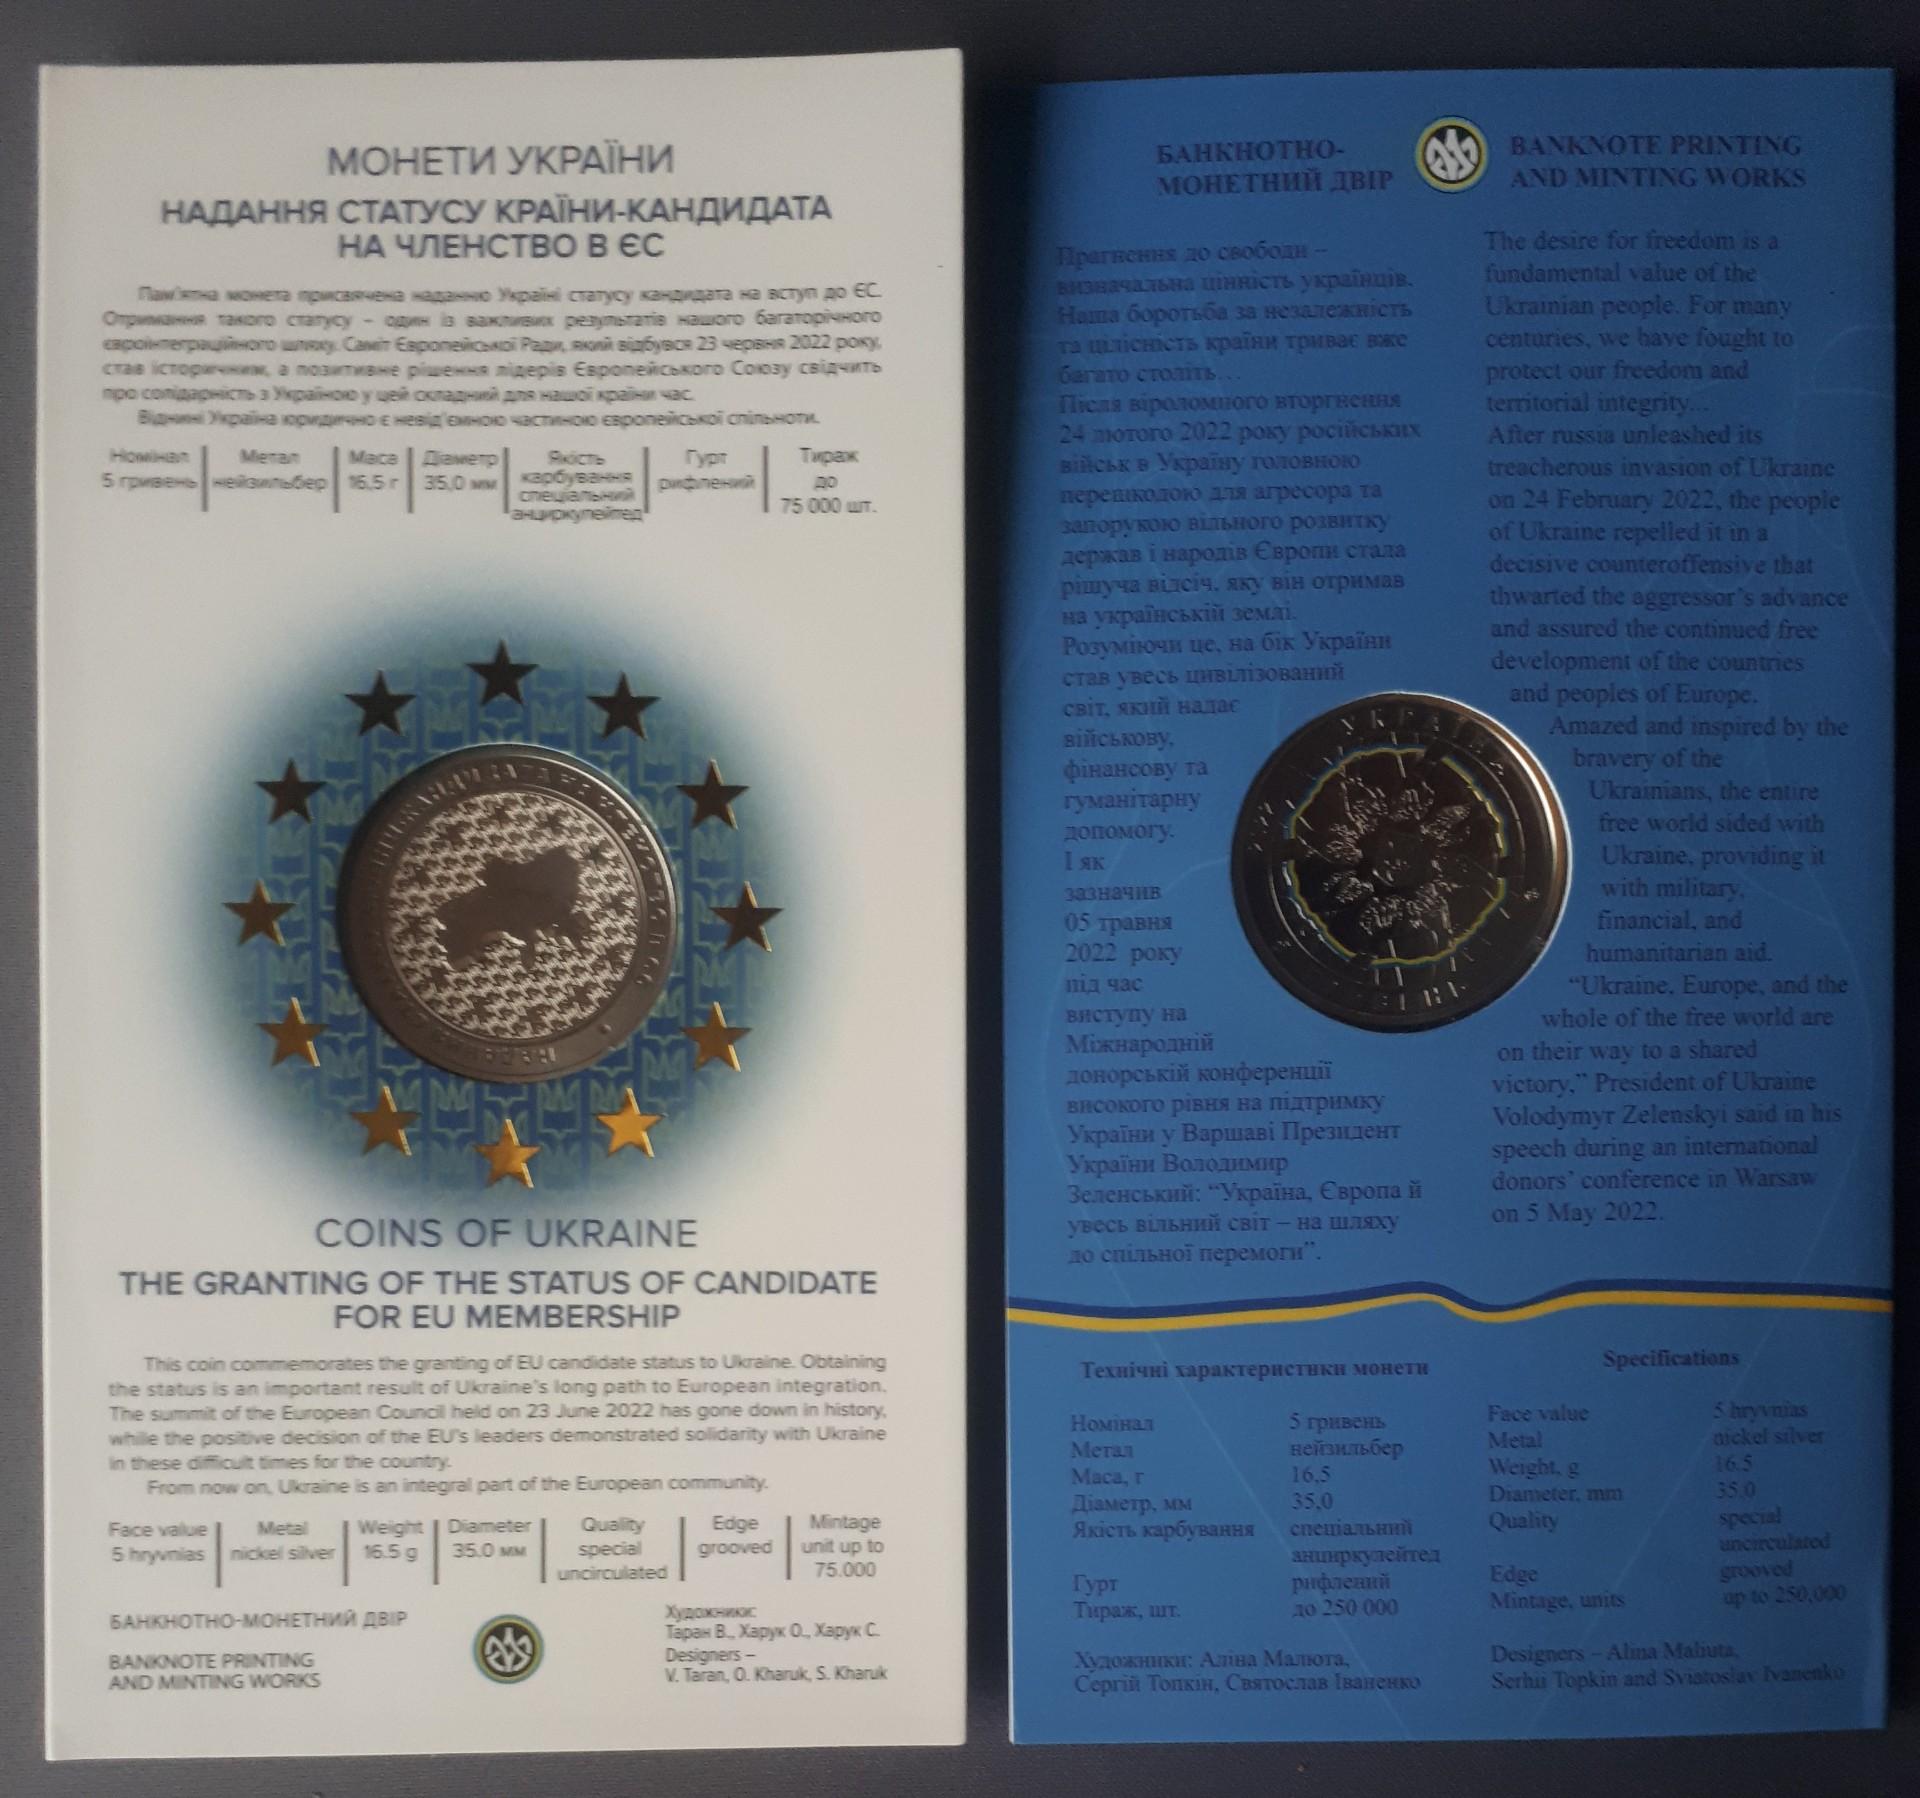 МОНЕТИ УКРАЇНИ
НАДАННЯ СТАТУСУ КРАЇНИ-КАНДИДАТА
НА ЧЛЕНСТВО В ЄС
Пам'ятна монета присвячена наданню Україні статусу кандидата на вступ до ЄС.
Отримання такого статусу – один із важливих результатів нашого багаторічного
євроінтеграційного шляху. Саміт Європейської Ради, який відбувся 23 червня 2022 року,
став історичним, а позитивне рішення лідерів Європейського Союзу свідчить
про солідарність з Україною у цей складний для нашої країни час.
Віднині Україна юридично є невід'ємною частиною європейської спільноти.
Номінал
5 гривень
Метал
нейзильбер
Маса
16,5 г
Діаметр
35,0 мм
Якість
карбування
спеціальний
анциркулейтед
Гурт
рифлений
Тираж
до
75 000 шт.
COINS OF UKRAINE
THE GRANTING OF THE STATUS OF CANDIDATE
FOR EU MEMBERSHIP
This coin commemorates the granting of EU candidate status to Ukraine. Obtaining
the status is an important result of Ukraine's long path to European integration.
The summit of the European Council held on 23 June 2022 has gone down in history,
while the positive decision of the EU's leaders demonstrated solidarity with Ukraine
in these difficult times for the country.
From now on, Ukraine is an integral part of the European community.
Face value
5 hryvnias
Metal
nickel silver
Weight
16.5 g
Diameter
35.0 мм
Quality
special
uncirculated
Edge
grooved
Mintage
unit up to
75.000
БАНКНОТНО-МОНЕТНИЙ ДВІР
BANKNOTE PRINTING
AND MINTING WORKS
Художники:
Таран В., Харук О., Харук С.
Designers –
V. Taran, O. Kharuk, S. Kharuk
БАНКНОТНО-
МОНЕТНИЙ ДВІР
BANKNOTE PRINTING
AND MINTING WORKS
Прагнення до свободи –
визначальна цінність українців.
Наша боротьба за незалежність
та цілісність країни триває вже
багато століть…
Після віроломного вторгнення
24 лютого 2022 року російських
військ в Україну головною
перешкодою для агресора та
запорукою вільного розвитку
держав і народів Європи стала
рішуча відсіч, яку він отримав
на українській землі.
Розуміючи це, на бік України
став увесь цивілізований
світ, який надає
військову,
фінансову та
гуманітарну
допомогу.
І як
зазначив
05 травня
2022 року
під час
виступу на
Міжнародній
донорській конференції
високого рівня на підтримку
України у Варшаві Президент
України Володимир
Зеленський: “Україна, Європа й
увесь вільний світ – на шляху
до спільної перемоги”.
The desire for freedom is a
fundamental value of the
Ukrainian people. For many
centuries, we have fought to
protect our freedom and
territorial integrity…
After russia unleashed its
treacherous invasion of Ukraine
on 24 February 2022, the people
of Ukraine repelled it in a
decisive counteroffensive that
thwarted the aggressor’s advance
and assured the continued free
development of the countries
and peoples of Europe.
Amazed and inspired by the
bravery of the
Ukrainians, the entire
free world sided with
Ukraine, providing it
with military,
financial, and
humanitarian aid.
“Ukraine, Europe, and the
whole of the free world are
on their way to a shared
victory,” President of Ukraine
Volodymyr Zelenskyi said in his
speech during an international
donors’ conference in Warsaw
on 5 May 2022.
УКРАЇНА
Технічні характеристики монети
Номінал 5 гривень
Метал нейзильбер
Маса, г 16,5
Діаметр, мм 35,0
Якість карбування спеціальний
анциркулейтед
Гурт рифлений
Тираж, шт. до 250 000
Художники: Аліна Малюта,
Сергій Топкін, Святослав Іваненко
Specifications
Face value 5 hryvnias
Metal nickel silver
Weight, g 16.5
Diameter, mm 35.0
Quality special
uncirculated
Edge grooved
Mintage, units up to 250,000
Designers – Alina Maliuta,
Serhii Topkin and Sviatoslav Ivanenko